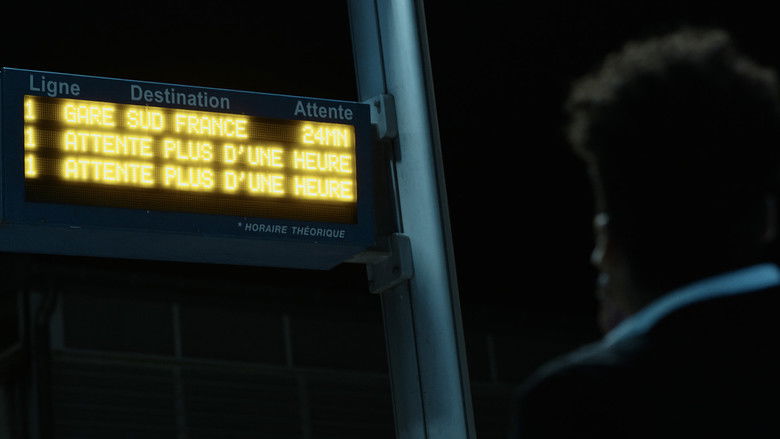 Ligne Destination Attente
1 GARE SUD FRANCE 24MN
1 ATTENTE PLUS D'UNE HEURE
1 ATTENTE PLUS D'UNE HEURE
* HORAIRE THÉORIQUE